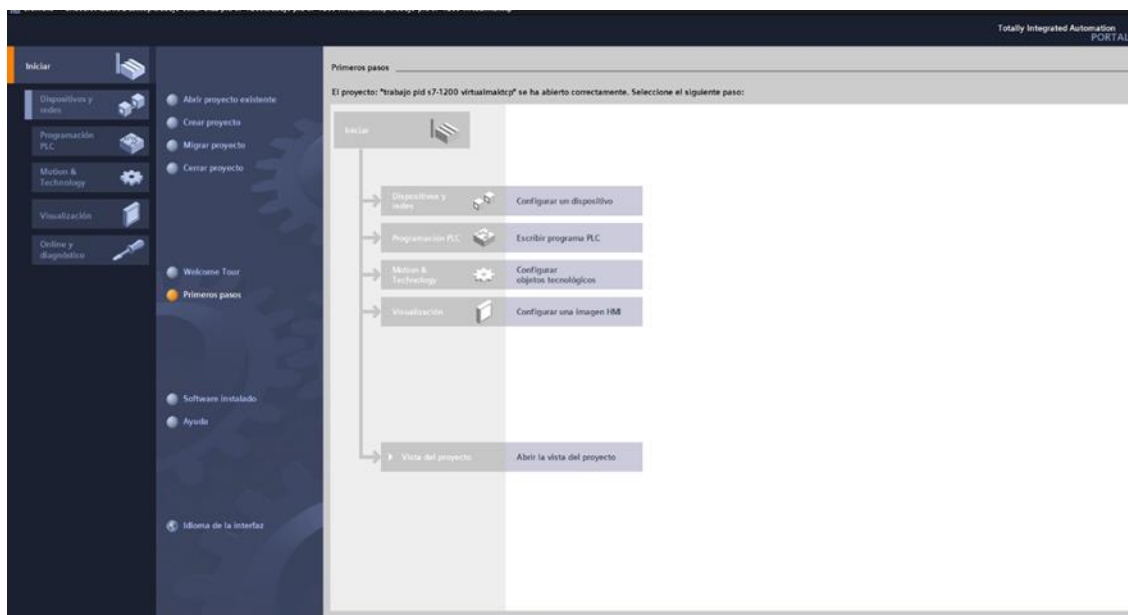 Totally Integrated Automation
PORTAL
Iniciar
Dispositivos y
redes
Programación
PLC
Motion &
Technology
Visualización
Online y
diagnóstico
Abrir proyecto existente
Crear proyecto
Migrar proyecto
Cerrar proyecto
Welcome Tour
Primeros pasos
Software instalado
Ayuda
Idioma de la interfaz
Primeros pasos
El proyecto: "trabajo pid s7-1200 virtualmaktcp" se ha abierto correctamente. Seleccione el siguiente paso:
Iniciar
Dispositivos y
redes
Configurar un dispositivo
Programación PLC
Escribir programa PLC
Motion &
Technology
Configurar
objetos tecnológicos
Visualización
Configurar una imagen HMI
Vista del proyecto
Abrir la vista del proyecto